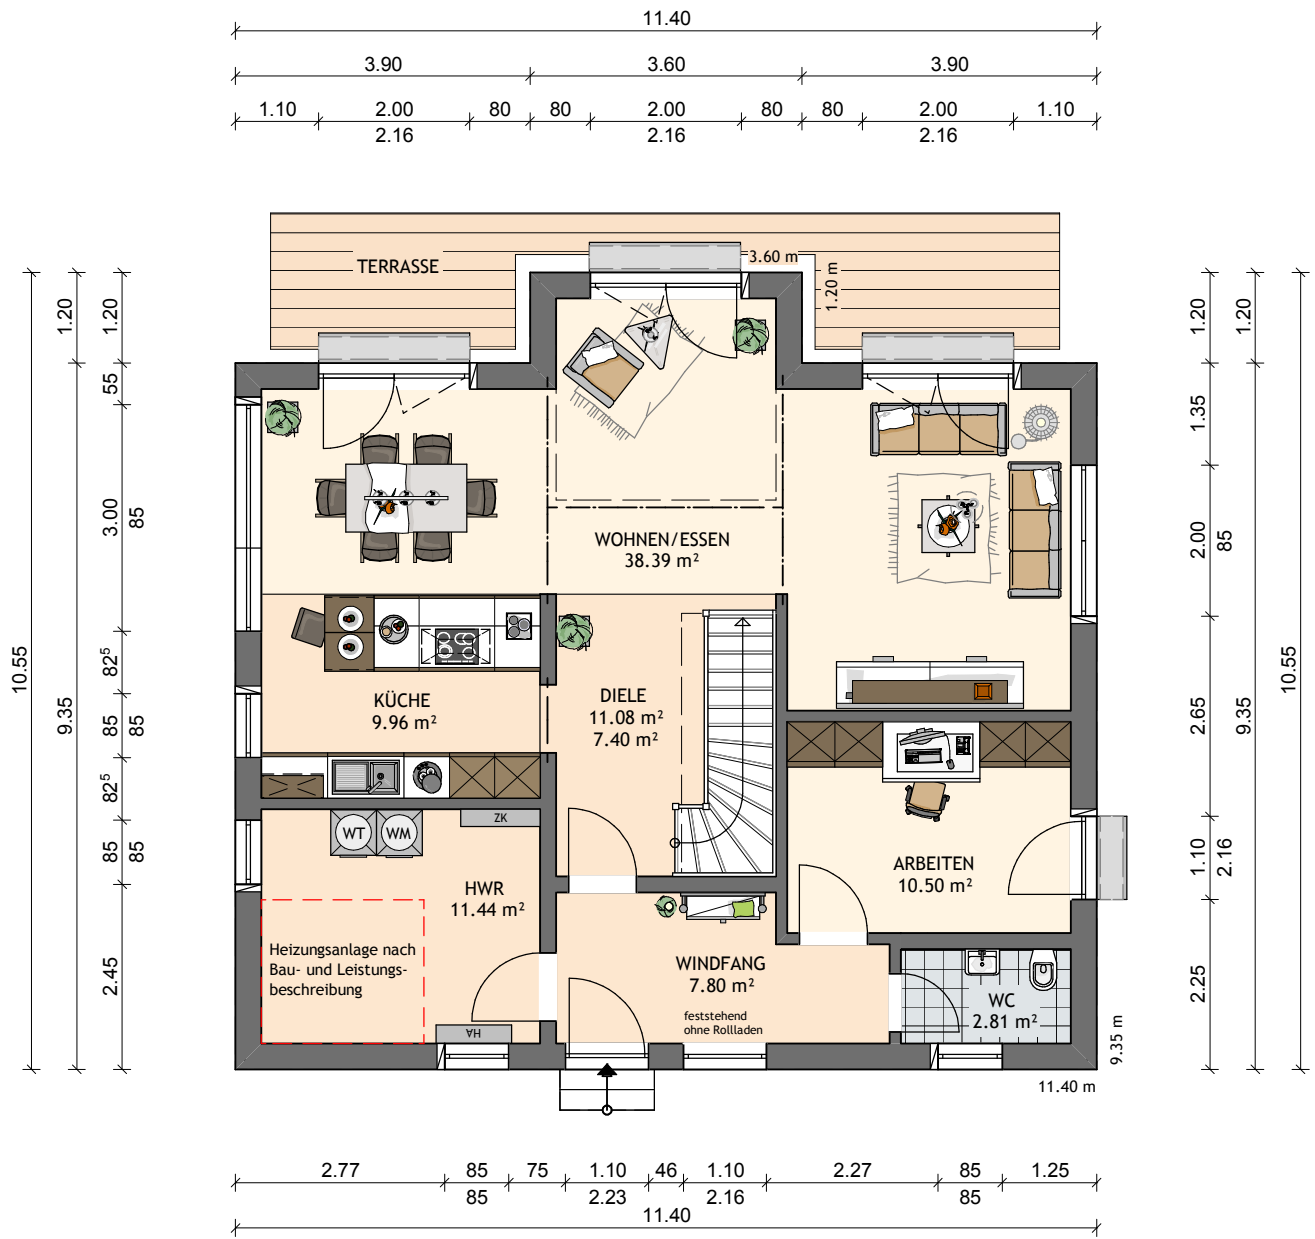 11.40
3.90 3.60 3.90
1.10 2.00 80 80 2.00 80 80 2.00 1.10
2.16 2.16 2.16
TERRASSE
3.60 m
1.20 m
10.55
1.20
9.35
1.20
55
3.00
85
82⁵
85
85
82⁵
85
85
2.45
WOHNEN/ESSEN
38.39 m²
KÜCHE
9.96 m²
DIELE
11.08 m²
7.40 m²
WT
WM
ZK
HWR
11.44 m²
Heizungsanlage nach
Bau- und Leistungs-
beschreibung
HA
WINDFANG
7.80 m²
feststehend
ohne Rollladen
ARBEITEN
10.50 m²
WC
2.81 m²
1.20
1.35
2.00
85
2.65
1.10
2.16
2.25
1.20
9.35
10.55
9.35 m
11.40 m
2.77 85 75 1.10 46 1.10 2.27 85 1.25
85 2.23 2.16 85
11.40